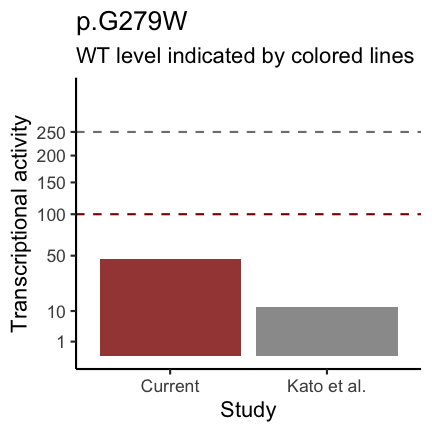 p.G279W
WT level indicated by colored lines
Transcriptional activity
250
200
150
100
50
10
1
Current
Kato et al.
Study